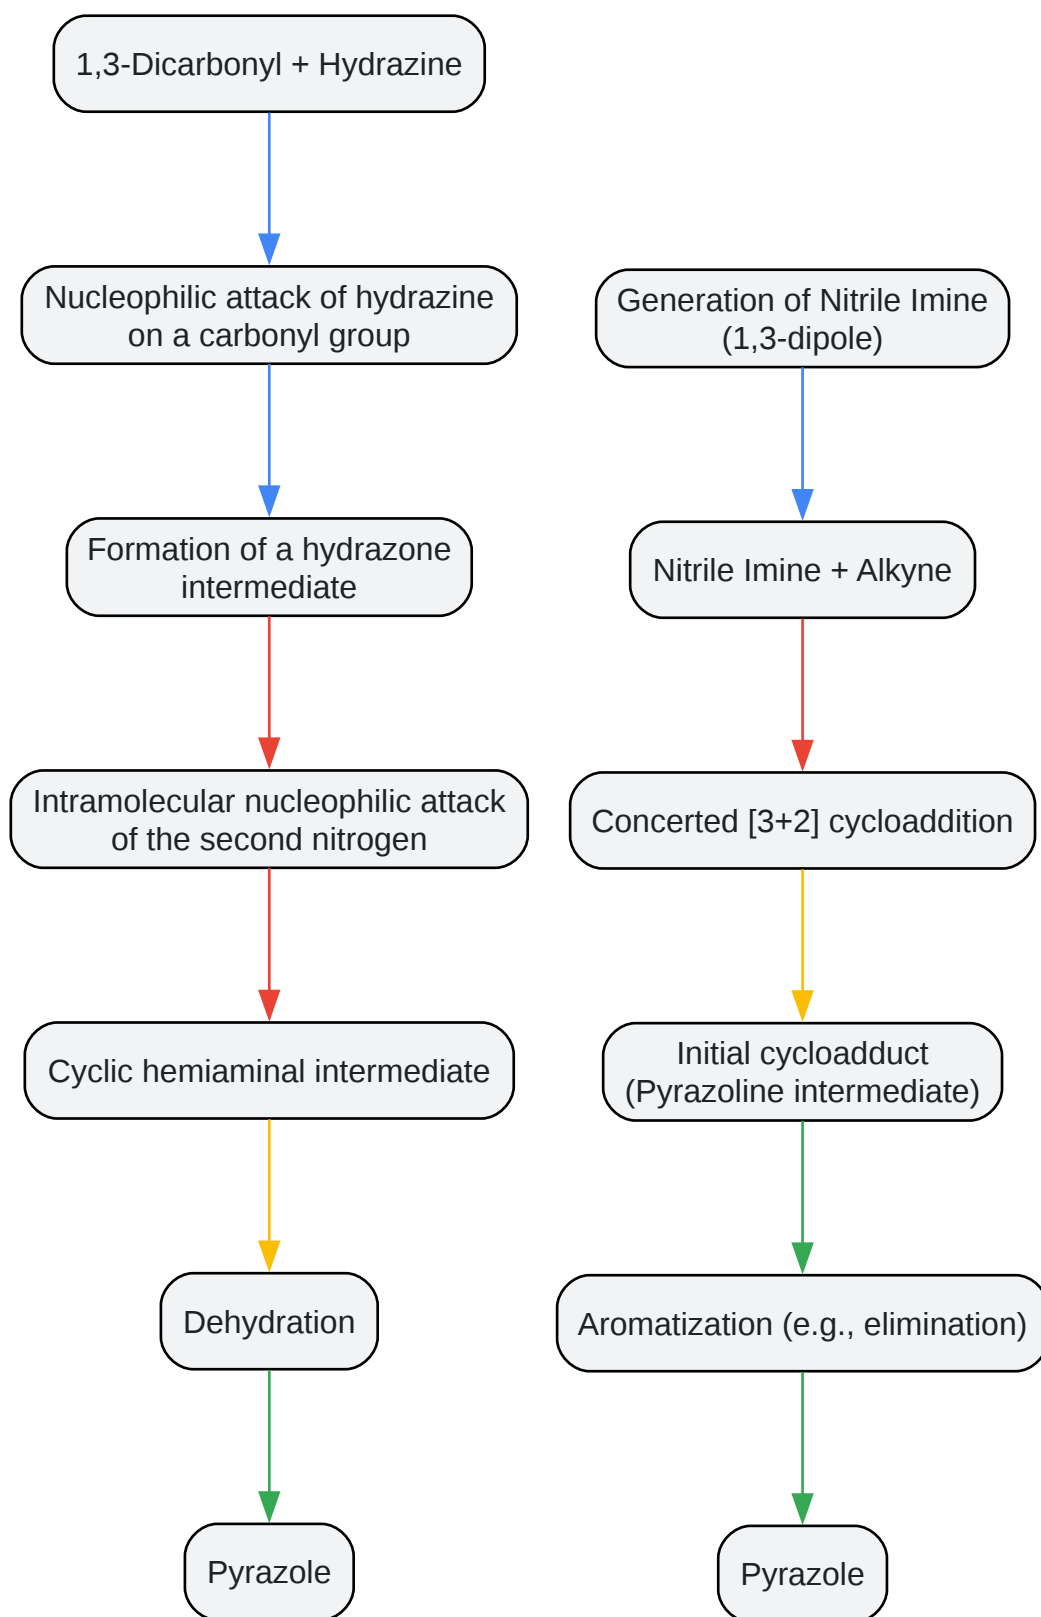 1,3-Dicarbonyl + Hydrazine
Nucleophilic attack of hydrazine
on a carbonyl group
Formation of a hydrazone
intermediate
Intramolecular nucleophilic attack
of the second nitrogen
Cyclic hemiaminal intermediate
Dehydration
Pyrazole
Generation of Nitrile Imine
(1,3-dipole)
Nitrile Imine + Alkyne
Concerted [3+2] cycloaddition
Initial cycloadduct
(Pyrazoline intermediate)
Aromatization (e.g., elimination)
Pyrazole